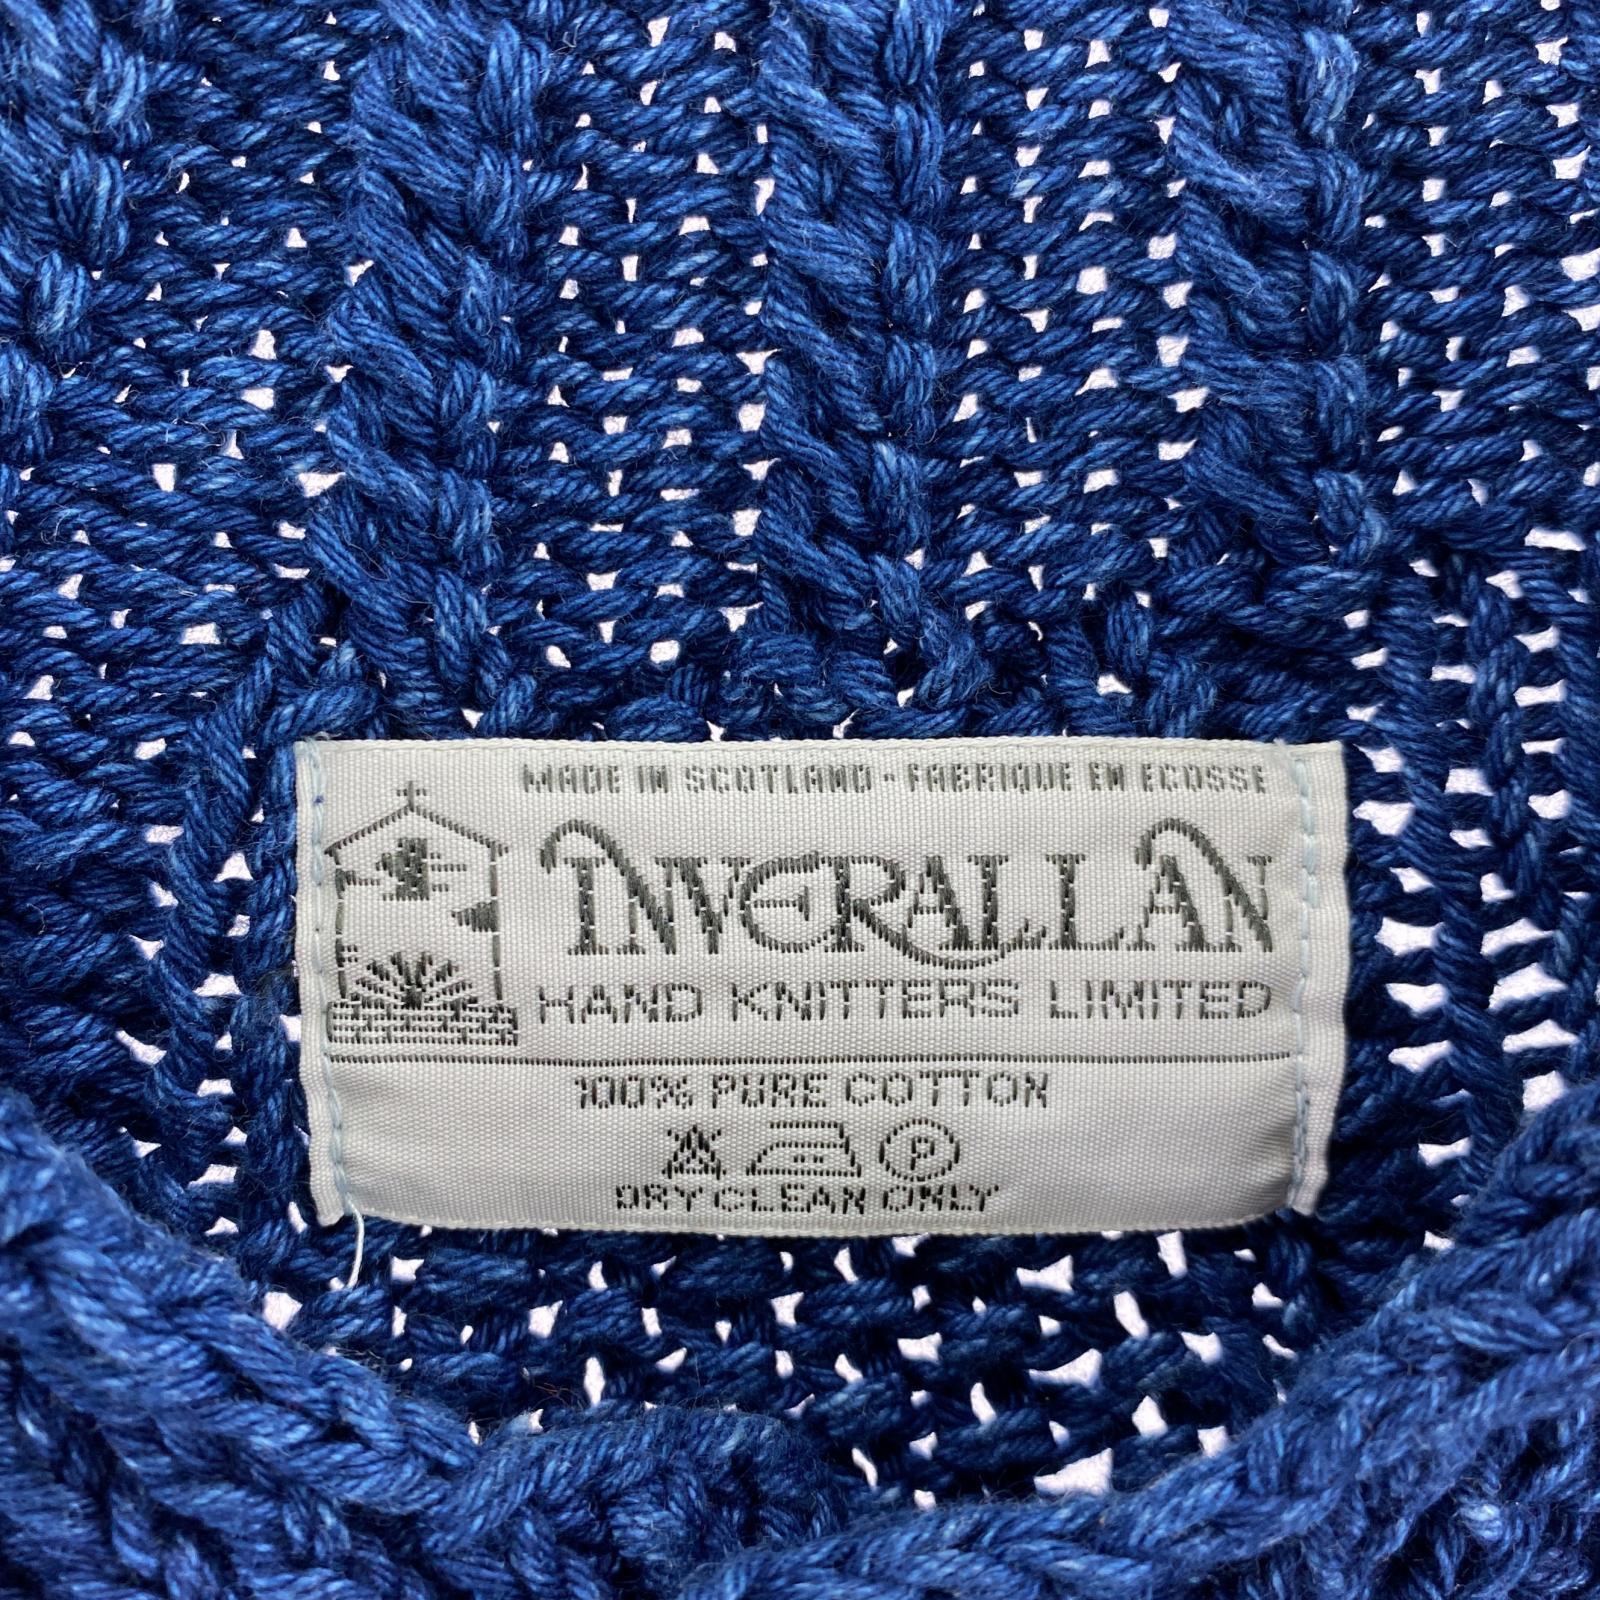 MADE IN SCOTLAND - FABRIQUE EN ECOSSE
INVERALLAN
HAND KNITTERS LIMITED
100% PURE COTTON
P
DRY CLEAN ONLY